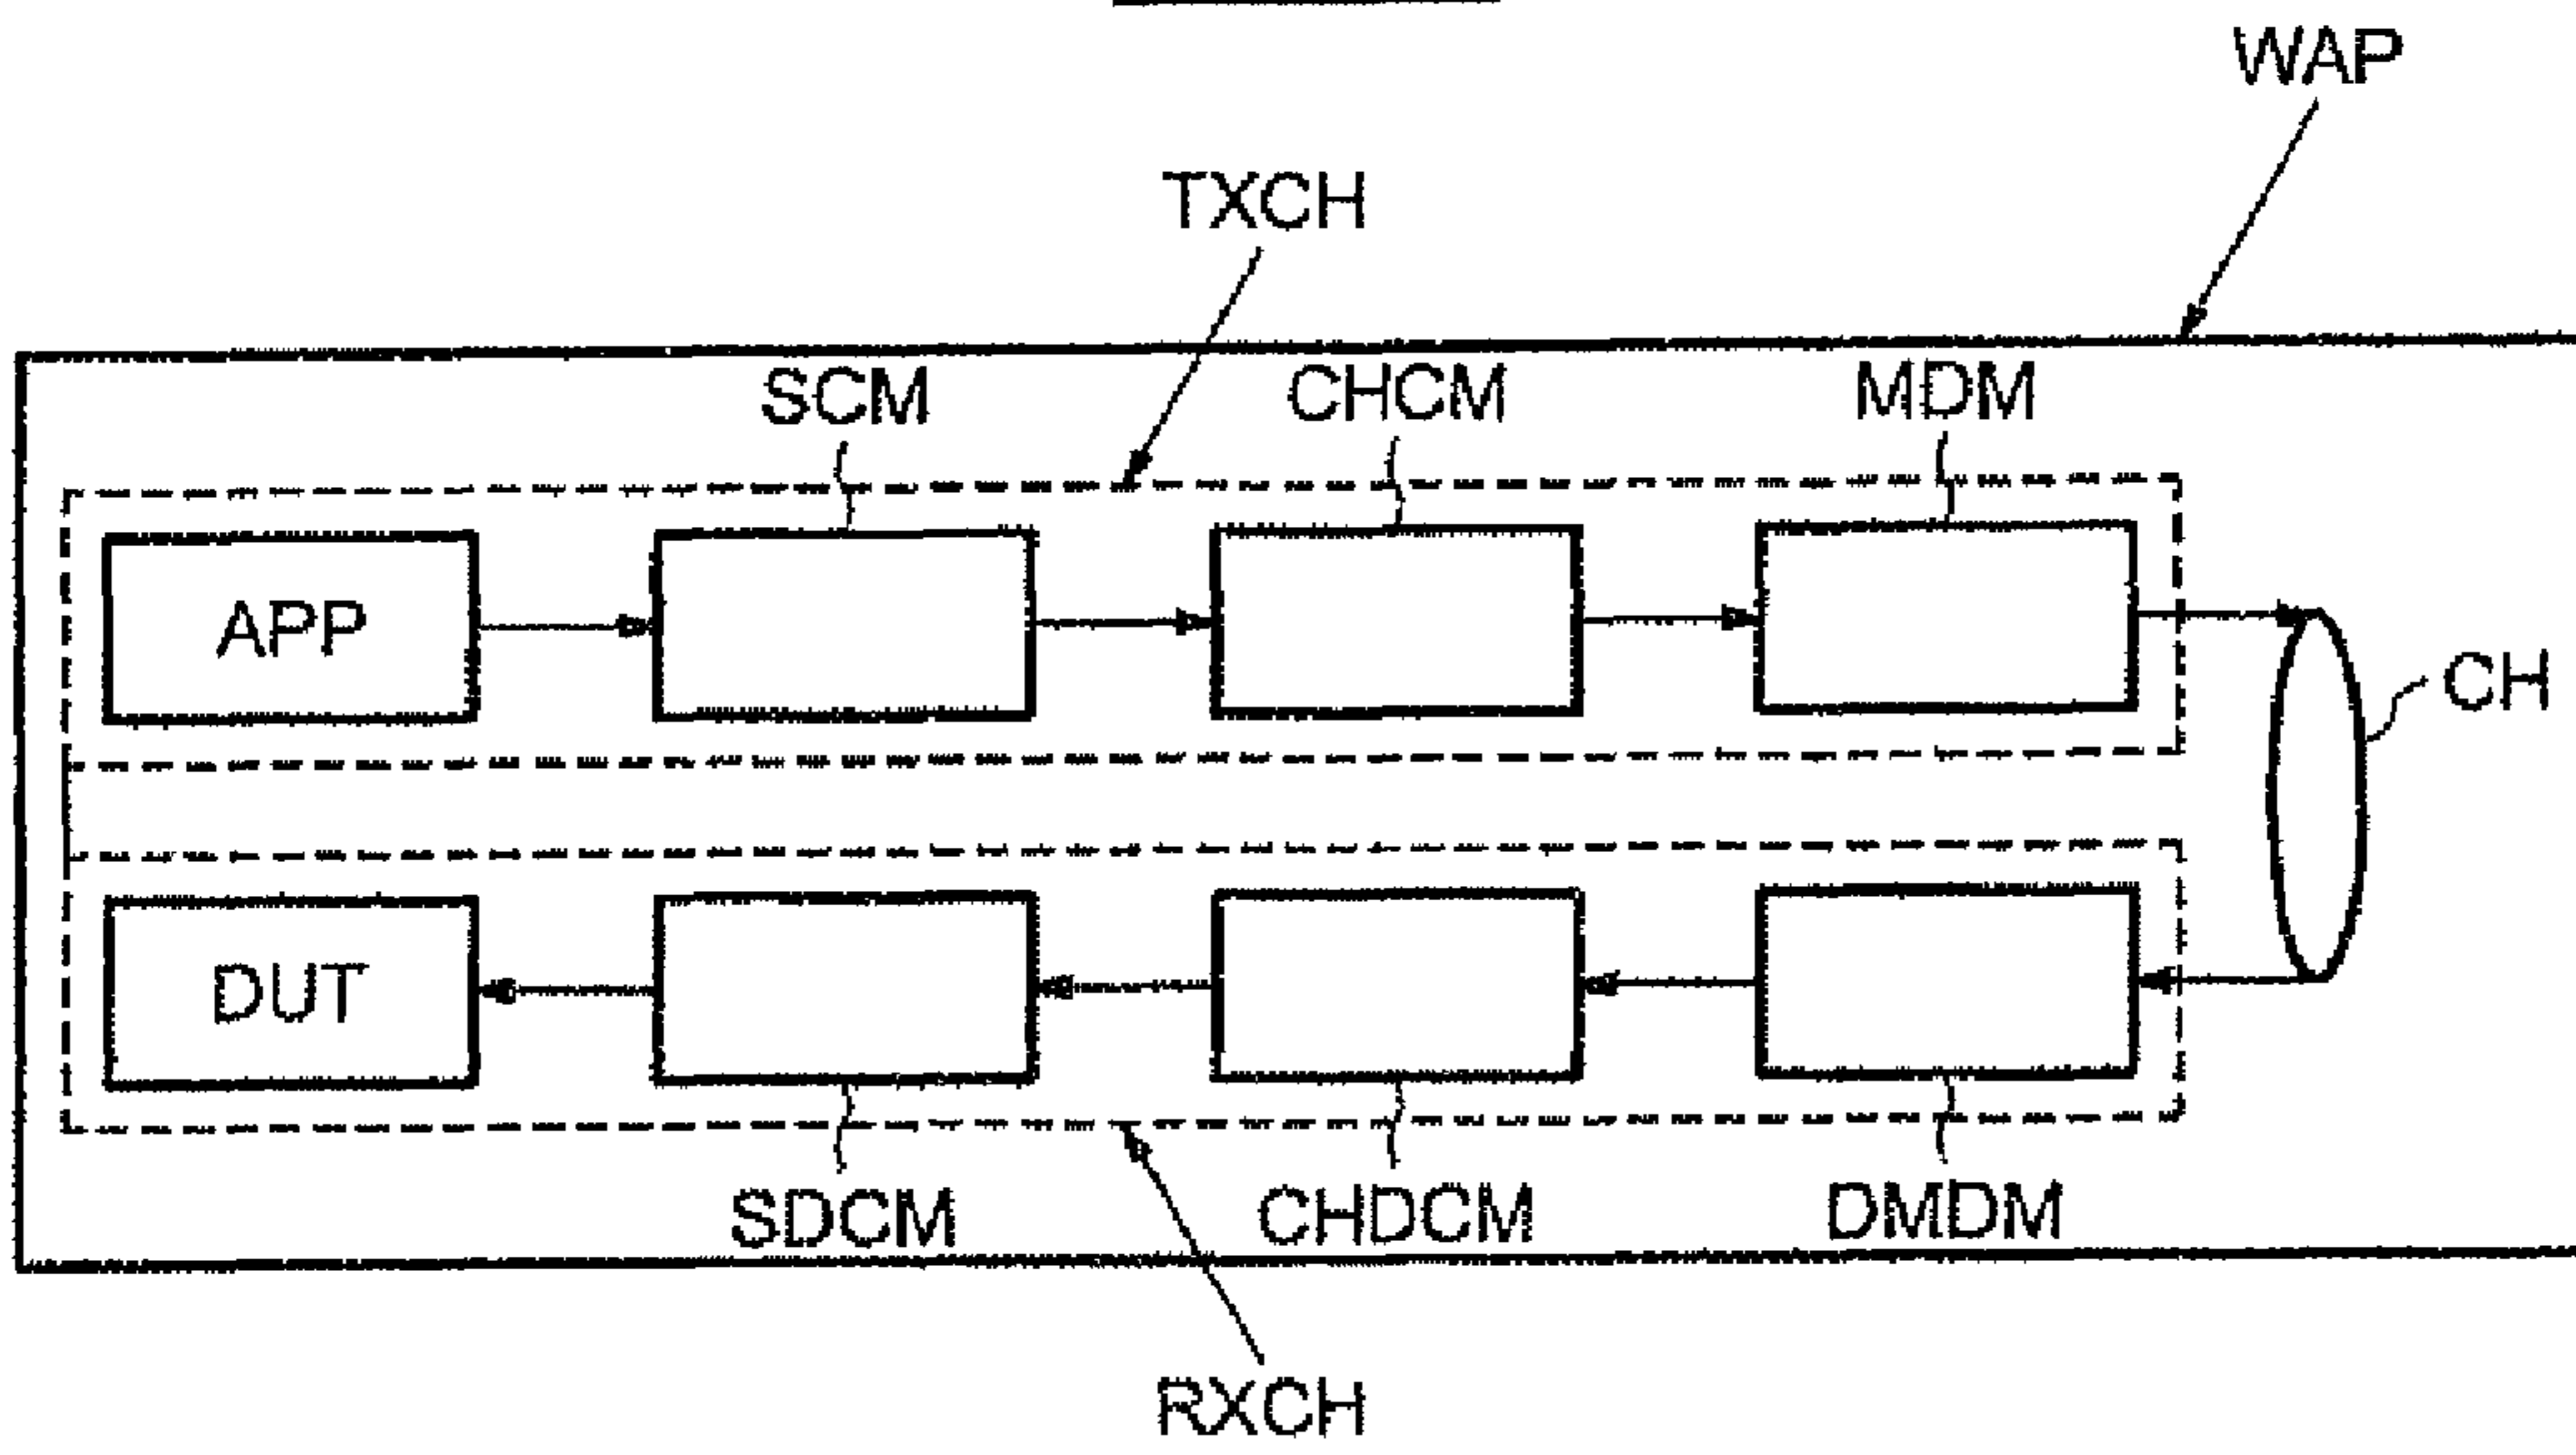 WAP
TXCH
SCM CHCM MDM
APP
CH
DUT
SDCM CHDCM DMDM
RXCH